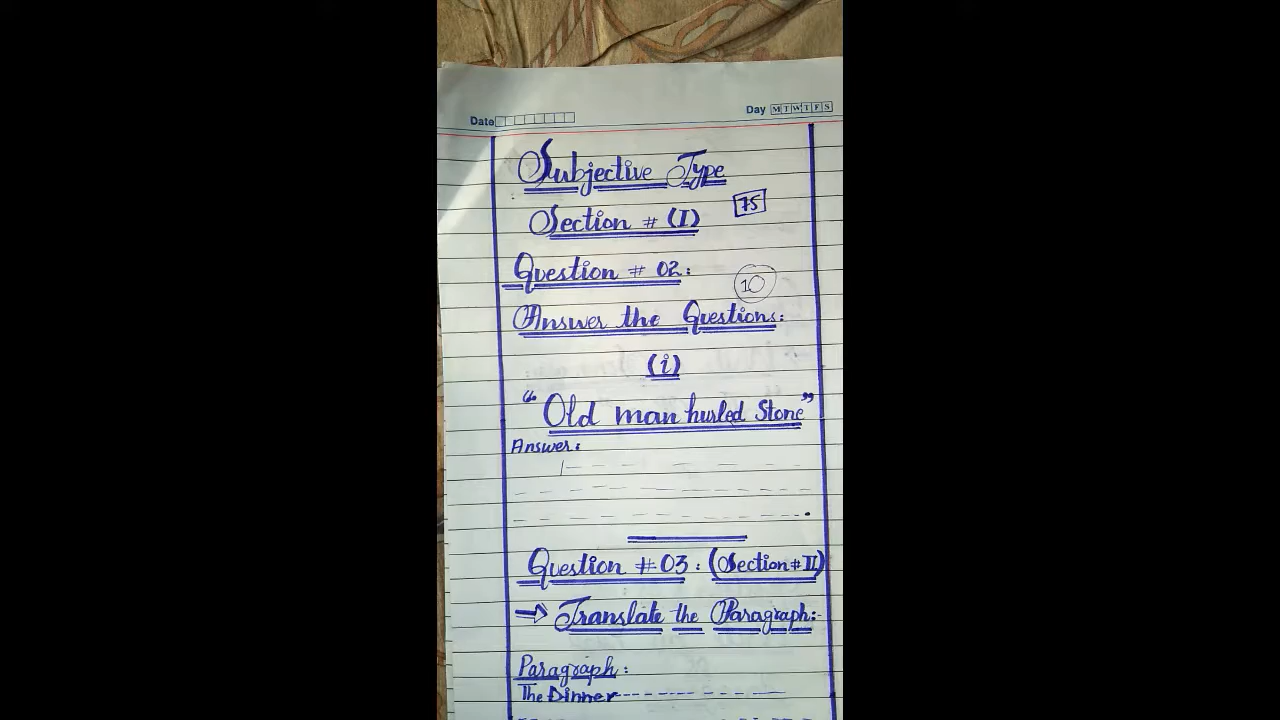 Date Day M T W T F S
Subjective Type
Section # (I) 75
Question # 02:
10
Answer the Questions:
(i)
"Old man hurled Stone"
Answer:
Question #03: (Section # II)
⇒ Translate the Paragraph:-
Paragraph:
The Dinner